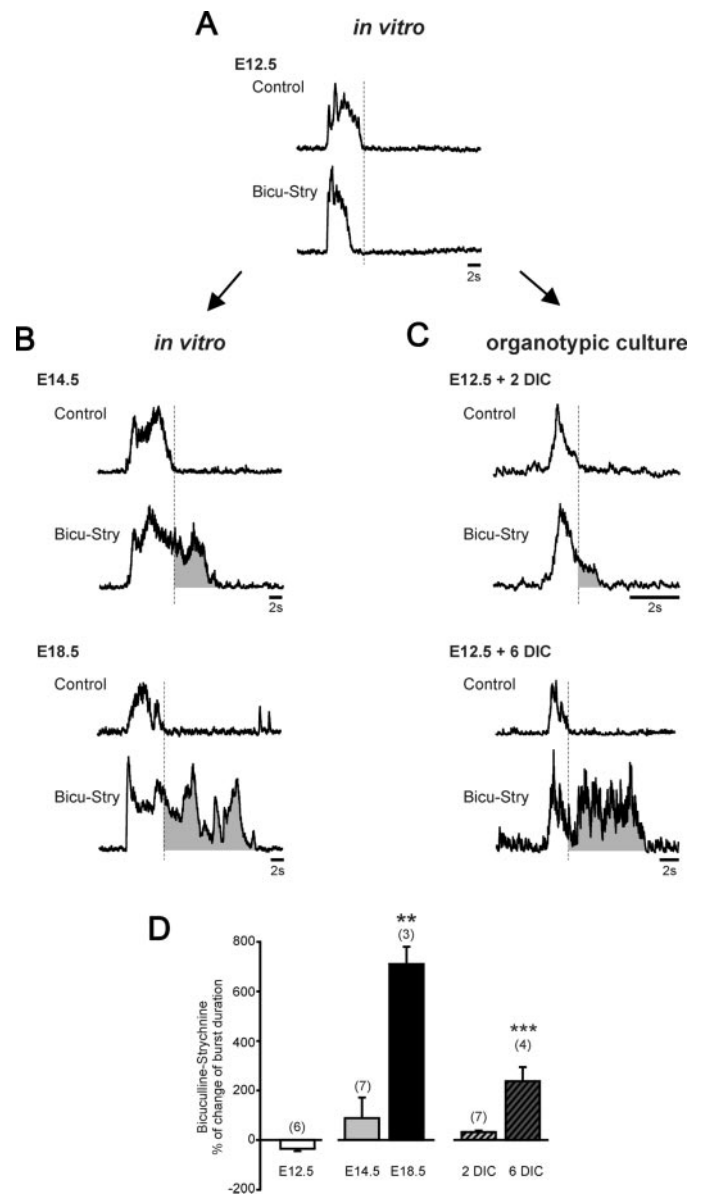 A
in vitro
E12.5
Control
Bicu-Stry
2s
B
in vitro
E14.5
Control
Bicu-Stry
2s
E18.5
Control
Bicu-Stry
2s
C
organotypic culture
E12.5 + 2 DIC
Control
Bicu-Stry
2s
E12.5 + 6 DIC
Control
Bicu-Stry
2s
D
Bicuculline-Strychnine
% of change of burst duration
800
600
400
200
0
-200
(6)
(7)
**
(3)
(7)
***
(4)
E12.5
E14.5
E18.5
2 DIC
6 DIC